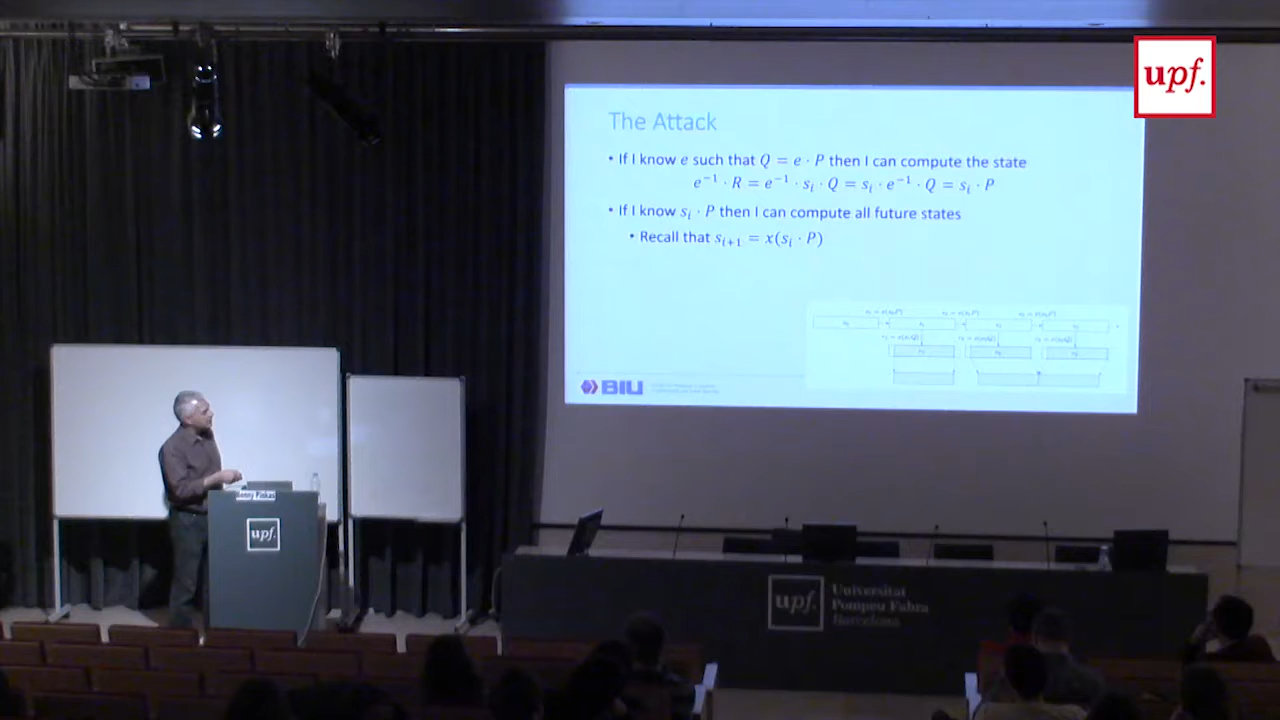 upf.
The Attack
• If I know e such that Q = e · P then I can compute the state
e⁻¹ · R = e⁻¹ · sᵢ · Q = sᵢ · e⁻¹ · Q = sᵢ · P
• If I know sᵢ · P then I can compute all future states
• Recall that sᵢ₊₁ = x(sᵢ · P)
BIU
Benny Pinkas
upf.
upf.
Universitat
Pompeu Fabra
Barcelona